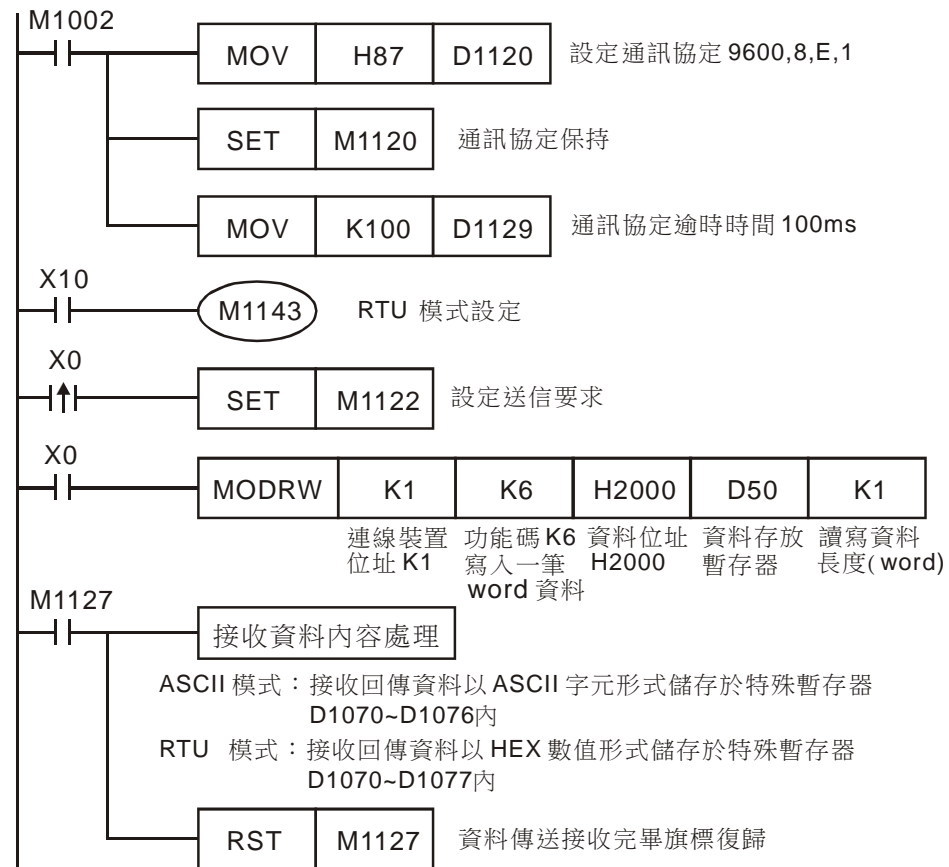 M1002
MOV H87 D1120 設定通訊協定 9600,8,E,1
SET M1120 通訊協定保持
MOV K100 D1129 通訊協定逾時時間 100ms
X10
M1143 RTU 模式設定
X0
SET M1122 設定送信要求
X0
MODRW K1 K6 H2000 D50 K1
連線裝置 功能碼 K6 資料位址 資料存放 讀寫資料
位址 K1 寫入一筆 H2000 暫存器 長度(word)
word 資料
M1127
接收資料內容處理
ASCII 模式：接收回傳資料以 ASCII 字元形式儲存於特殊暫存器
D1070~D1076內
RTU 模式：接收回傳資料以 HEX 數值形式儲存於特殊暫存器
D1070~D1077內
RST M1127 資料傳送接收完畢旗標復歸